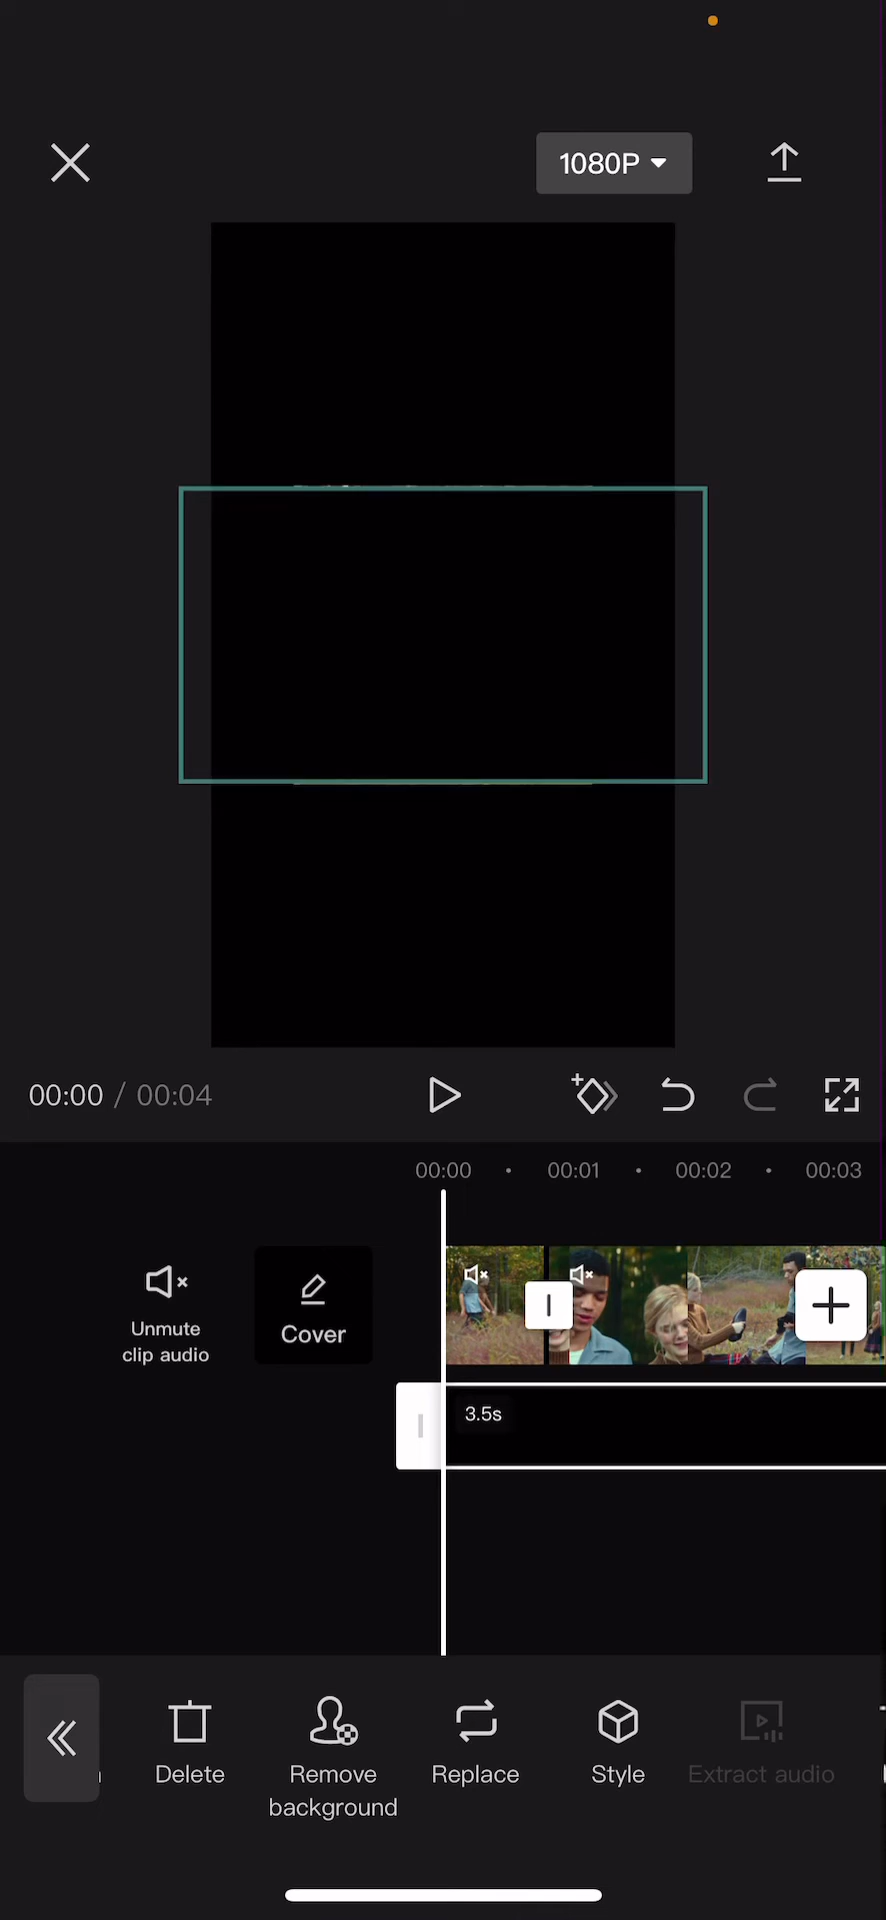 1080P
00:00 / 00:04
00:00 00:01 00:02 00:03
Unmute
clip audio
Cover
3.5s
Delete
Remove
background
Replace
Style
Extract audio